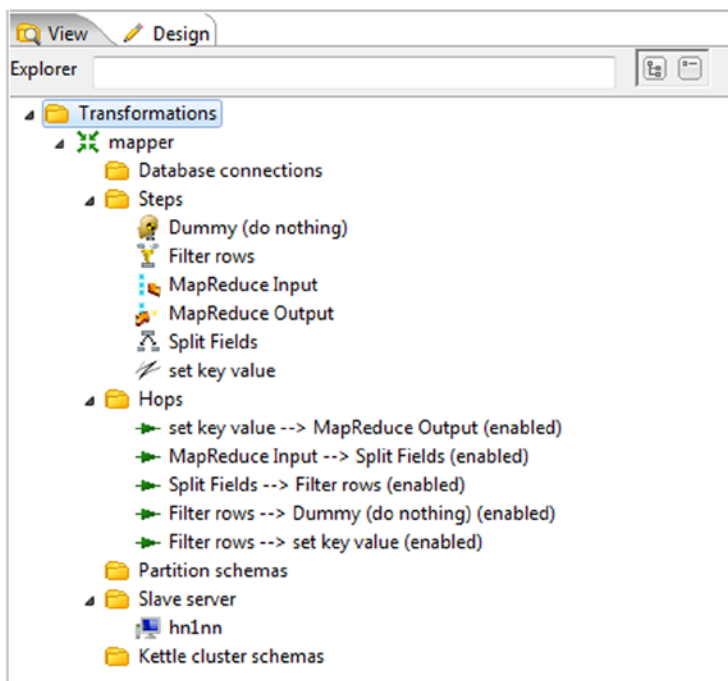 View Design
Explorer
Transformations
mapper
Database connections
Steps
Dummy (do nothing)
Filter rows
MapReduce Input
MapReduce Output
Split Fields
set key value
Hops
set key value --> MapReduce Output (enabled)
MapReduce Input --> Split Fields (enabled)
Split Fields --> Filter rows (enabled)
Filter rows --> Dummy (do nothing) (enabled)
Filter rows --> set key value (enabled)
Partition schemas
Slave server
hn1nn
Kettle cluster schemas